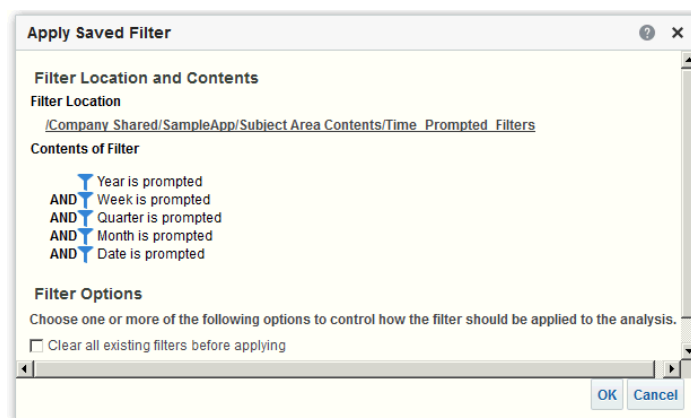 Apply Saved Filter
Filter Location and Contents
Filter Location
/Company Shared/SampleApp/Subject Area Contents/Time_Prompted_Filters
Contents of Filter
Year is prompted
AND Week is prompted
AND Quarter is prompted
AND Month is prompted
AND Date is prompted
Filter Options
Choose one or more of the following options to control how the filter should be applied to the analysis.
Clear all existing filters before applying
OK Cancel